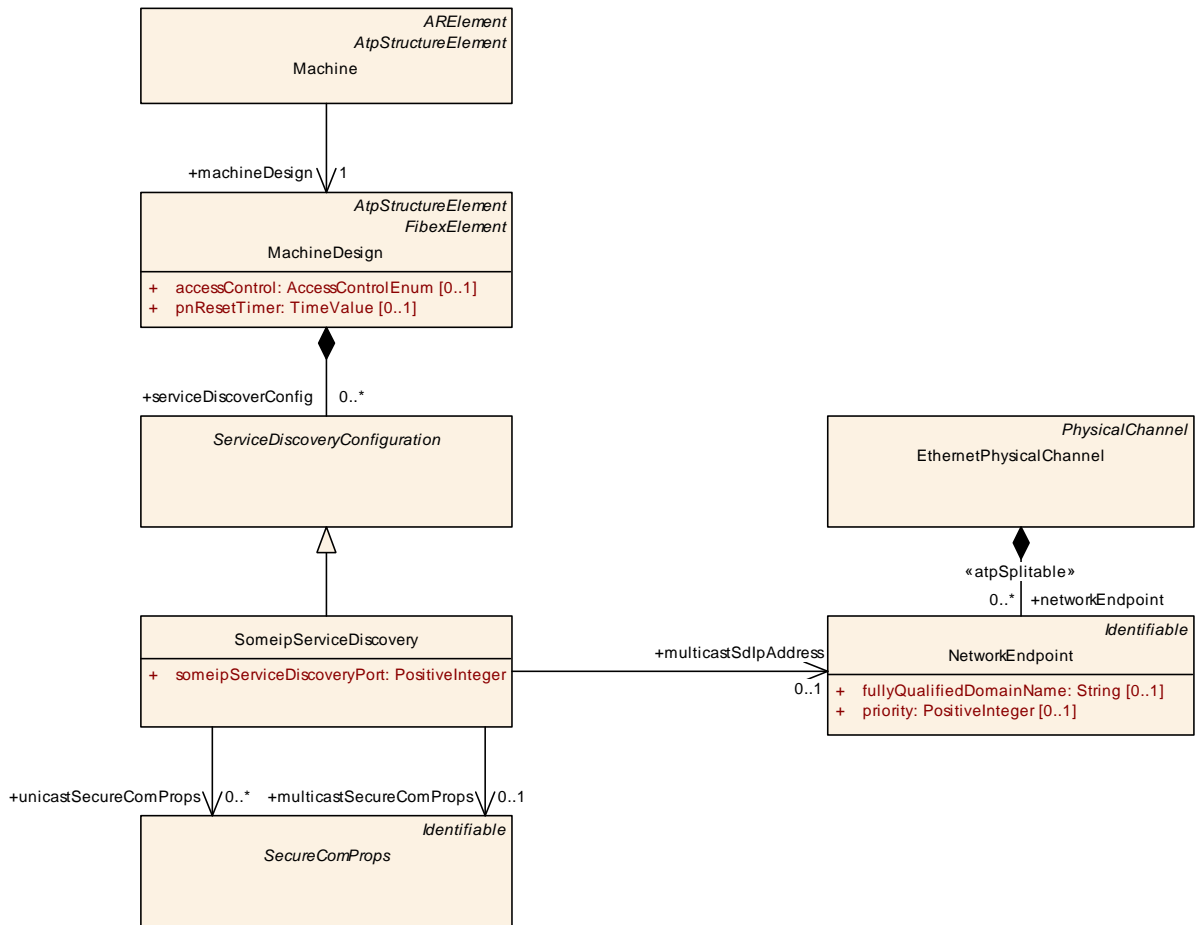 ARElement
AtpStructureElement
Machine
+machineDesign 1
AtpStructureElement
FibexElement
MachineDesign
+ accessControl: AccessControlEnum [0..1]
+ pnResetTimer: TimeValue [0..1]
+serviceDiscoverConfig 0..*
ServiceDiscoveryConfiguration
PhysicalChannel
EthernetPhysicalChannel
«atpSplitable»
0..* +networkEndpoint
SomeipServiceDiscovery
+ someipServiceDiscoveryPort: PositiveInteger
+multicastSdIpAddress
0..1
Identifiable
NetworkEndpoint
+ fullyQualifiedDomainName: String [0..1]
+ priority: PositiveInteger [0..1]
+unicastSecureComProps 0..* +multicastSecureComProps 0..1
Identifiable
SecureComProps